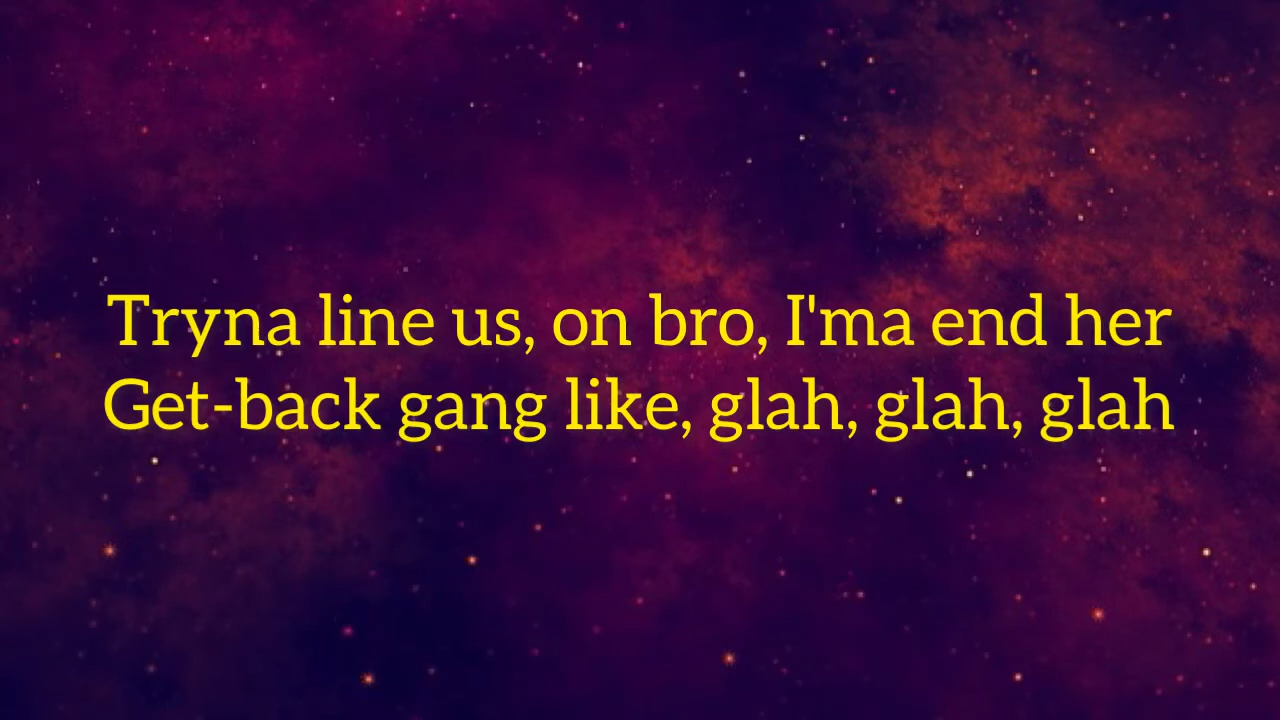 Tryna line us, on bro, I'ma end her
Get-back gang like, glah, glah, glah